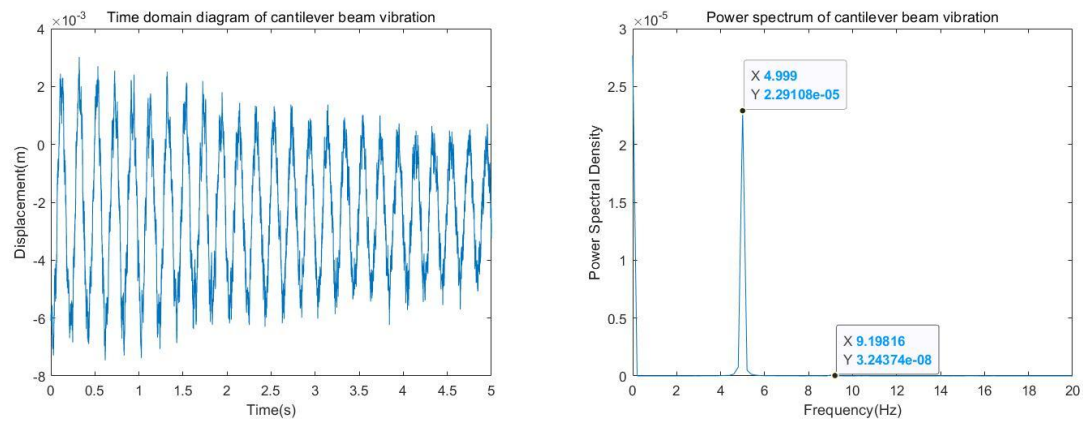 Time domain diagram of cantilever beam vibration
×10⁻³
4
2
0
-2
-4
-6
-8
Displacement(m)
0 0.5 1 1.5 2 2.5 3 3.5 4 4.5 5
Time(s)
Power spectrum of cantilever beam vibration
×10⁻⁵
3
2.5
2
1.5
1
0.5
0
Power Spectral Density
X 4.999
Y 2.29108e-05
X 9.19816
Y 3.24374e-08
0 2 4 6 8 10 12 14 16 18 20
Frequency(Hz)